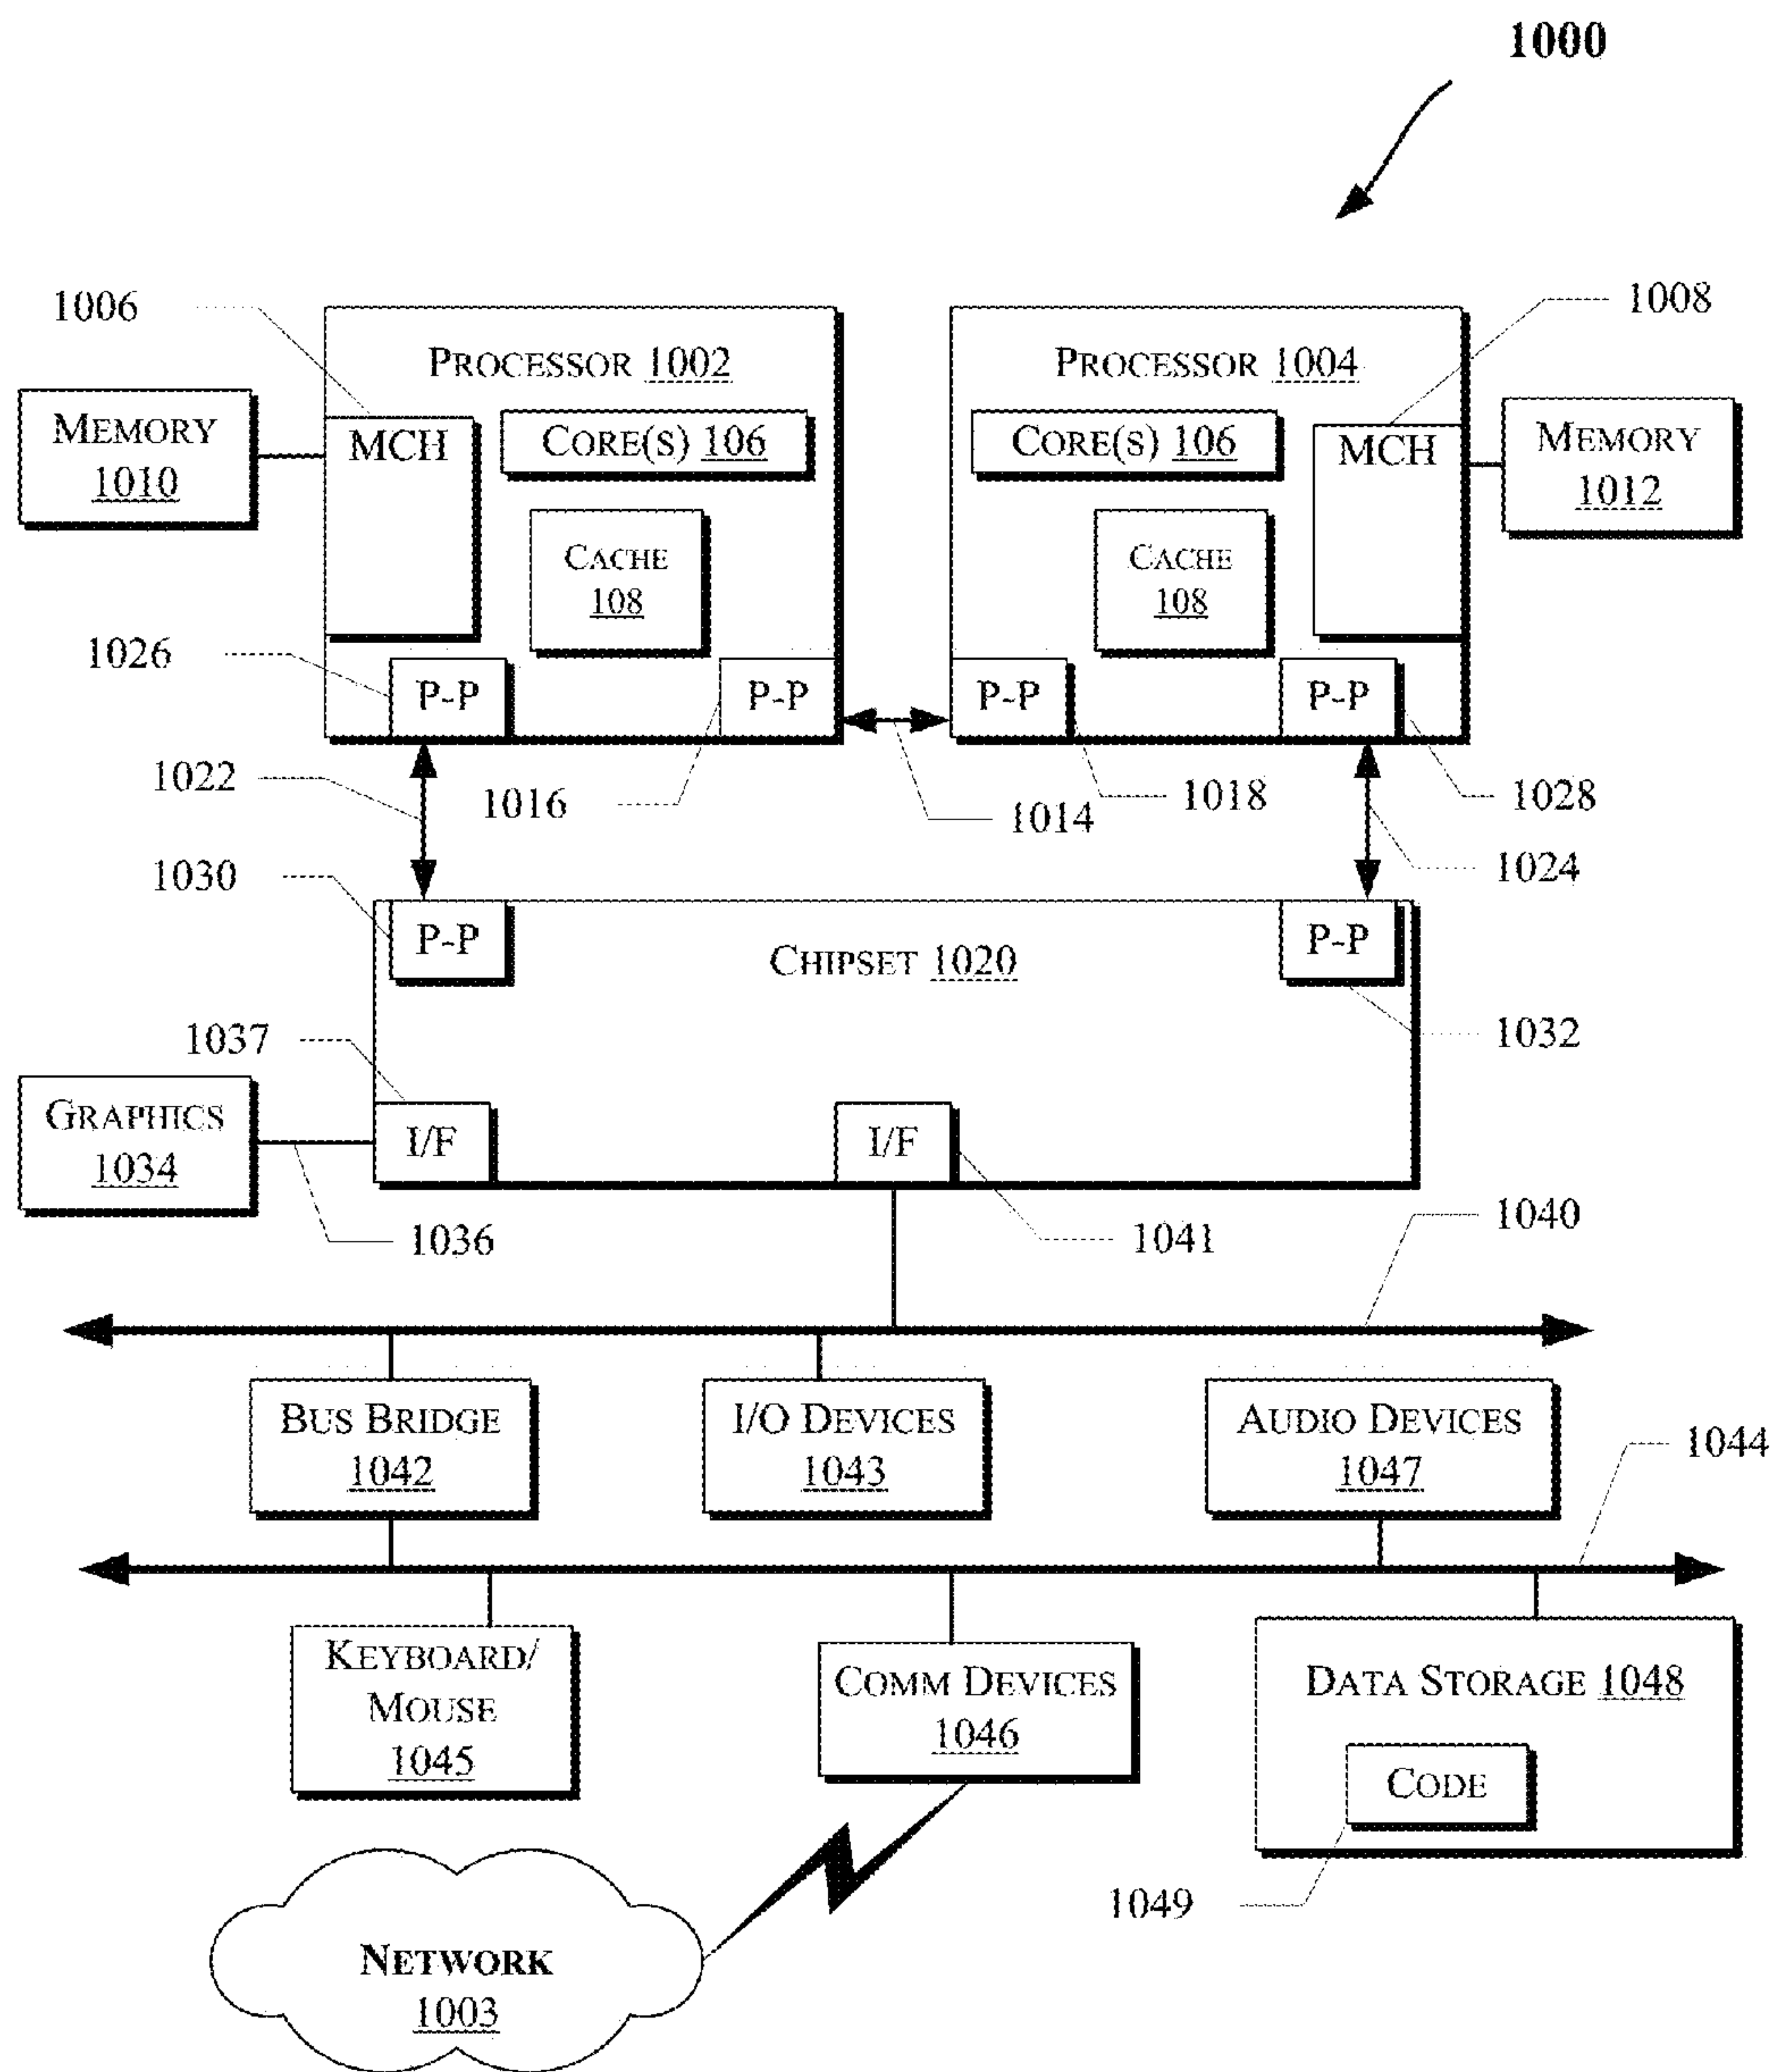 1000
1006
1008
PROCESSOR 1002
PROCESSOR 1004
MEMORY
1010
MCH
CORE(S) 106
CORE(S) 106
MCH
MEMORY
1012
CACHE
108
CACHE
108
1026
P-P
P-P
P-P
P-P
1022
1016
1014
1018
1028
1024
1030
P-P
CHIPSET 1020
P-P
1032
1037
GRAPHICS
1034
I/F
I/F
1036
1041
1040
BUS BRIDGE
1042
I/O DEVICES
1043
AUDIO DEVICES
1047
1044
KEYBOARD/
MOUSE
1045
COMM DEVICES
1046
DATA STORAGE 1048
CODE
1049
NETWORK
1003